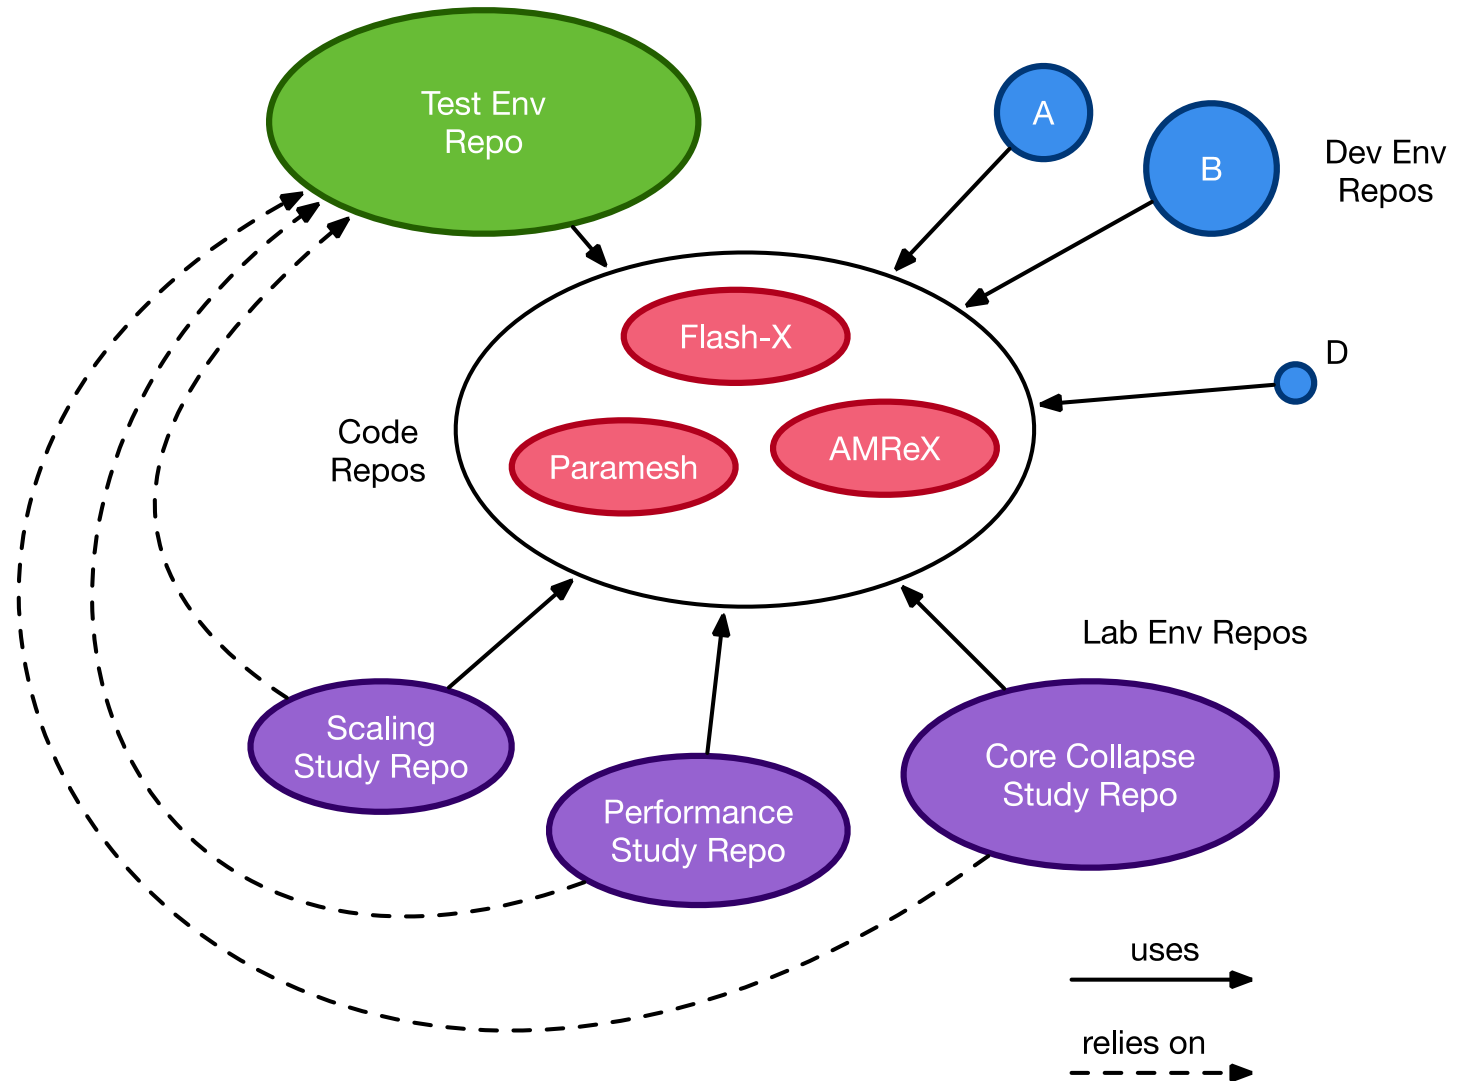 Test Env
Repo
A
B
Dev Env
Repos
Flash-X
D
Code
Repos
Paramesh
AMReX
Lab Env Repos
Scaling
Study Repo
Performance
Study Repo
Core Collapse
Study Repo
uses
relies on